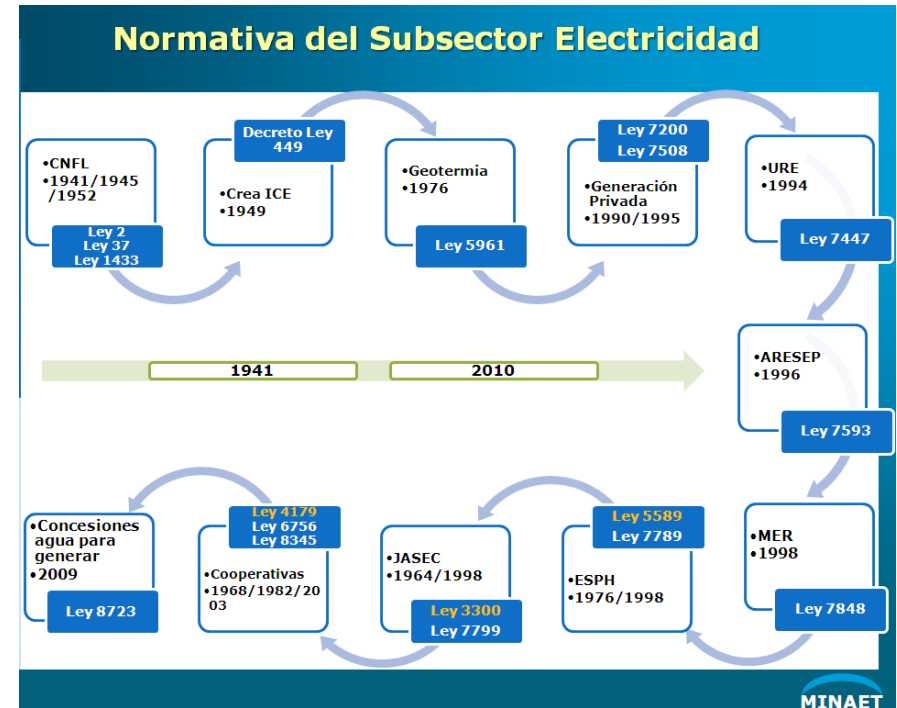 Normativa del Subsector Electricidad
•CNFL
•1941/1945
/1952
Ley 2
Ley 37
Ley 1433
Decreto Ley
449
•Crea ICE
•1949
•Geotermia
•1976
Ley 5961
Ley 7200
Ley 7508
•Generación
Privada
•1990/1995
•URE
•1994
Ley 7447
•ARESEP
•1996
Ley 7593
1941
2010
•MER
•1998
Ley 7848
Ley 5589
Ley 7789
•ESPH
•1976/1998
•JASEC
•1964/1998
Ley 3300
Ley 7799
Ley 4179
Ley 6756
Ley 8345
•Cooperativas
•1968/1982/20
03
•Concesiones
agua para
generar
•2009
Ley 8723
MINAET